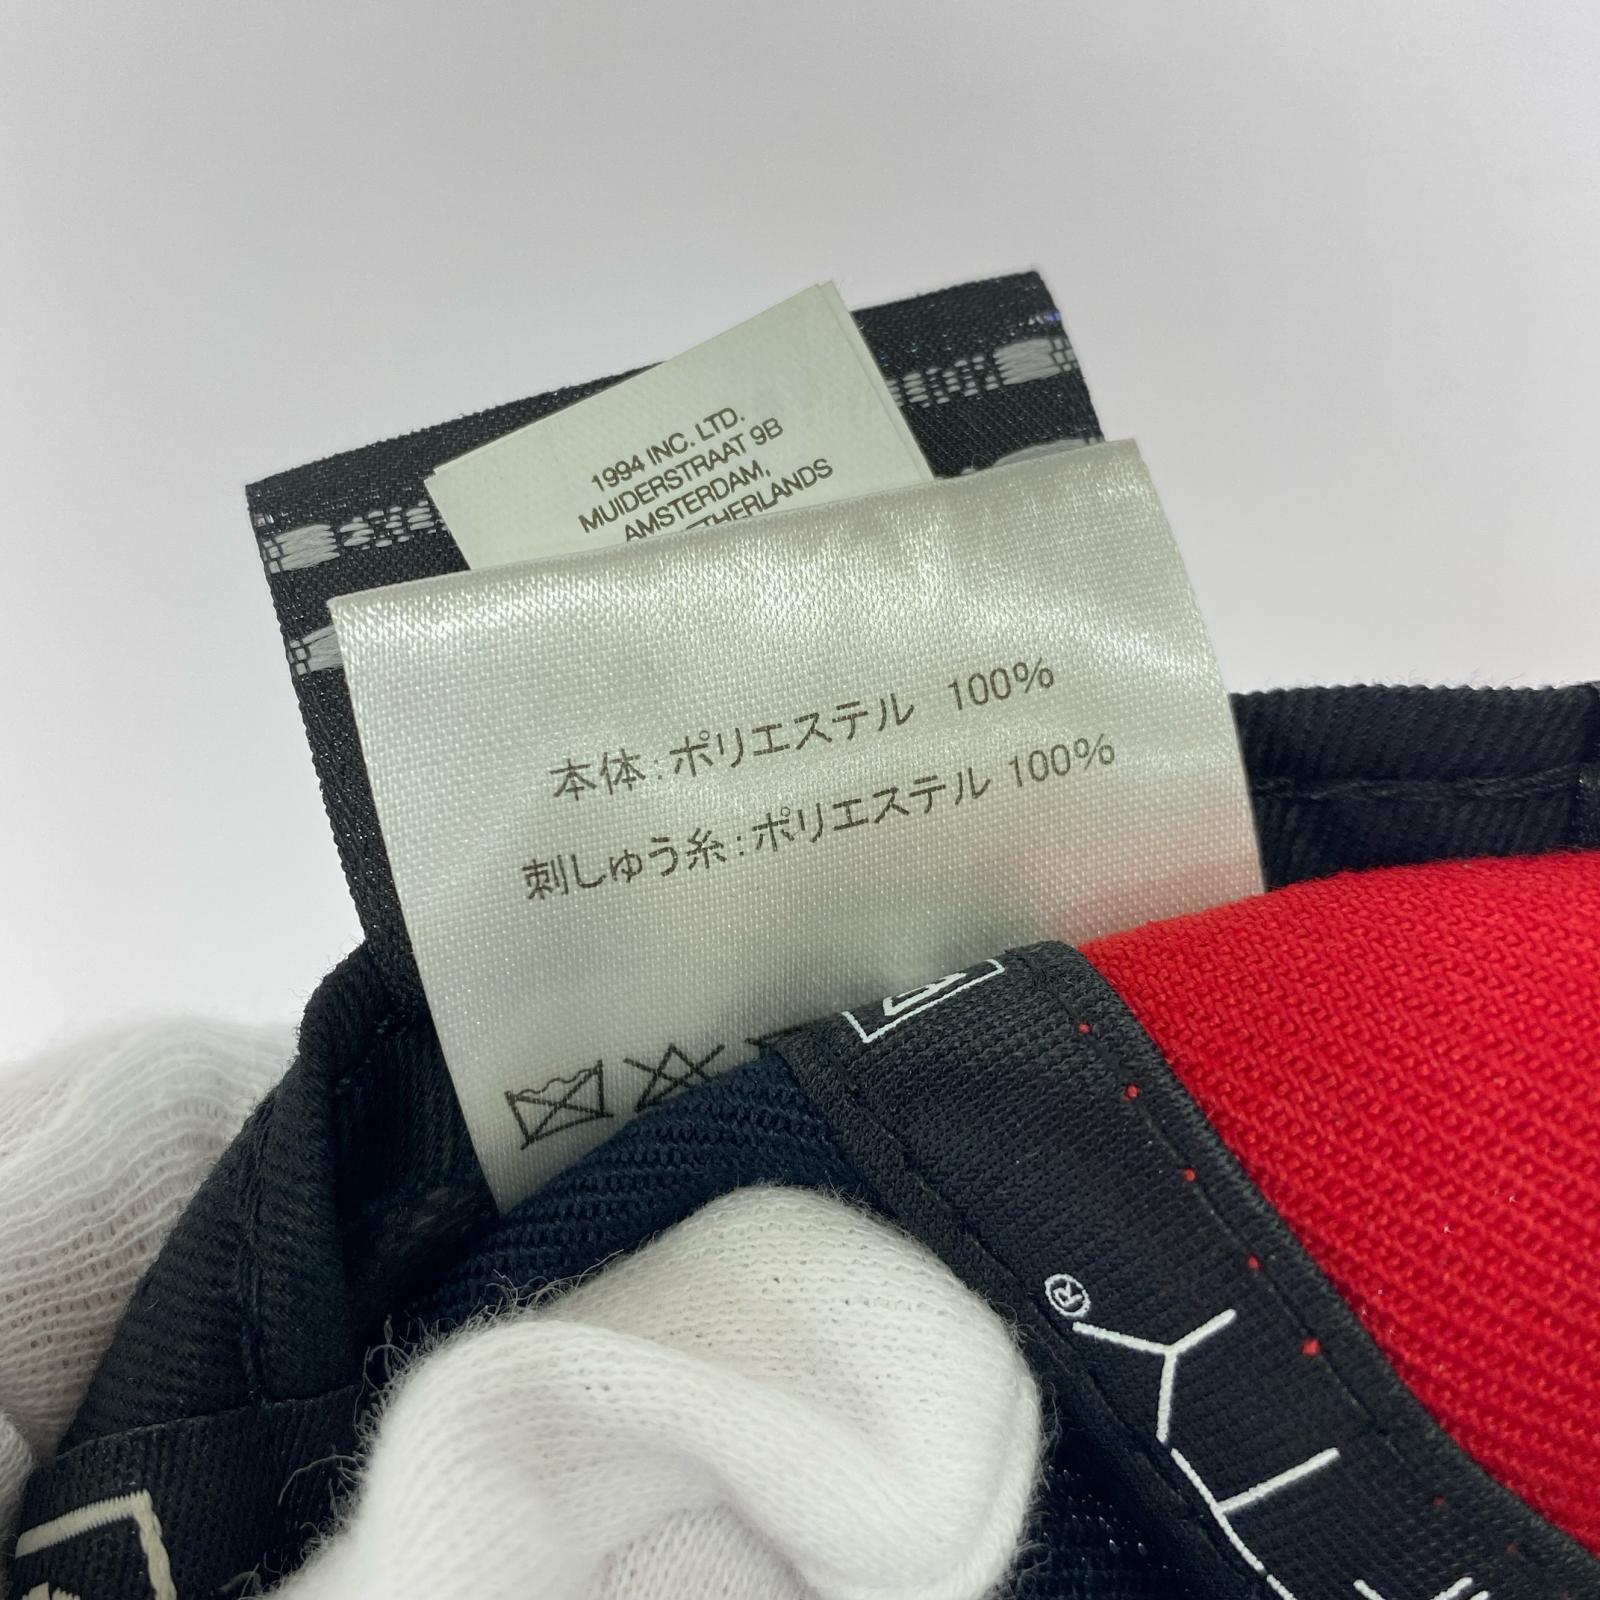 1994 INC. LTD.
MUIDERSTRAAT 9B
AMSTERDAM,
本体:ポリエステル 100%
刺しゅう糸:ポリエステル 100%
®